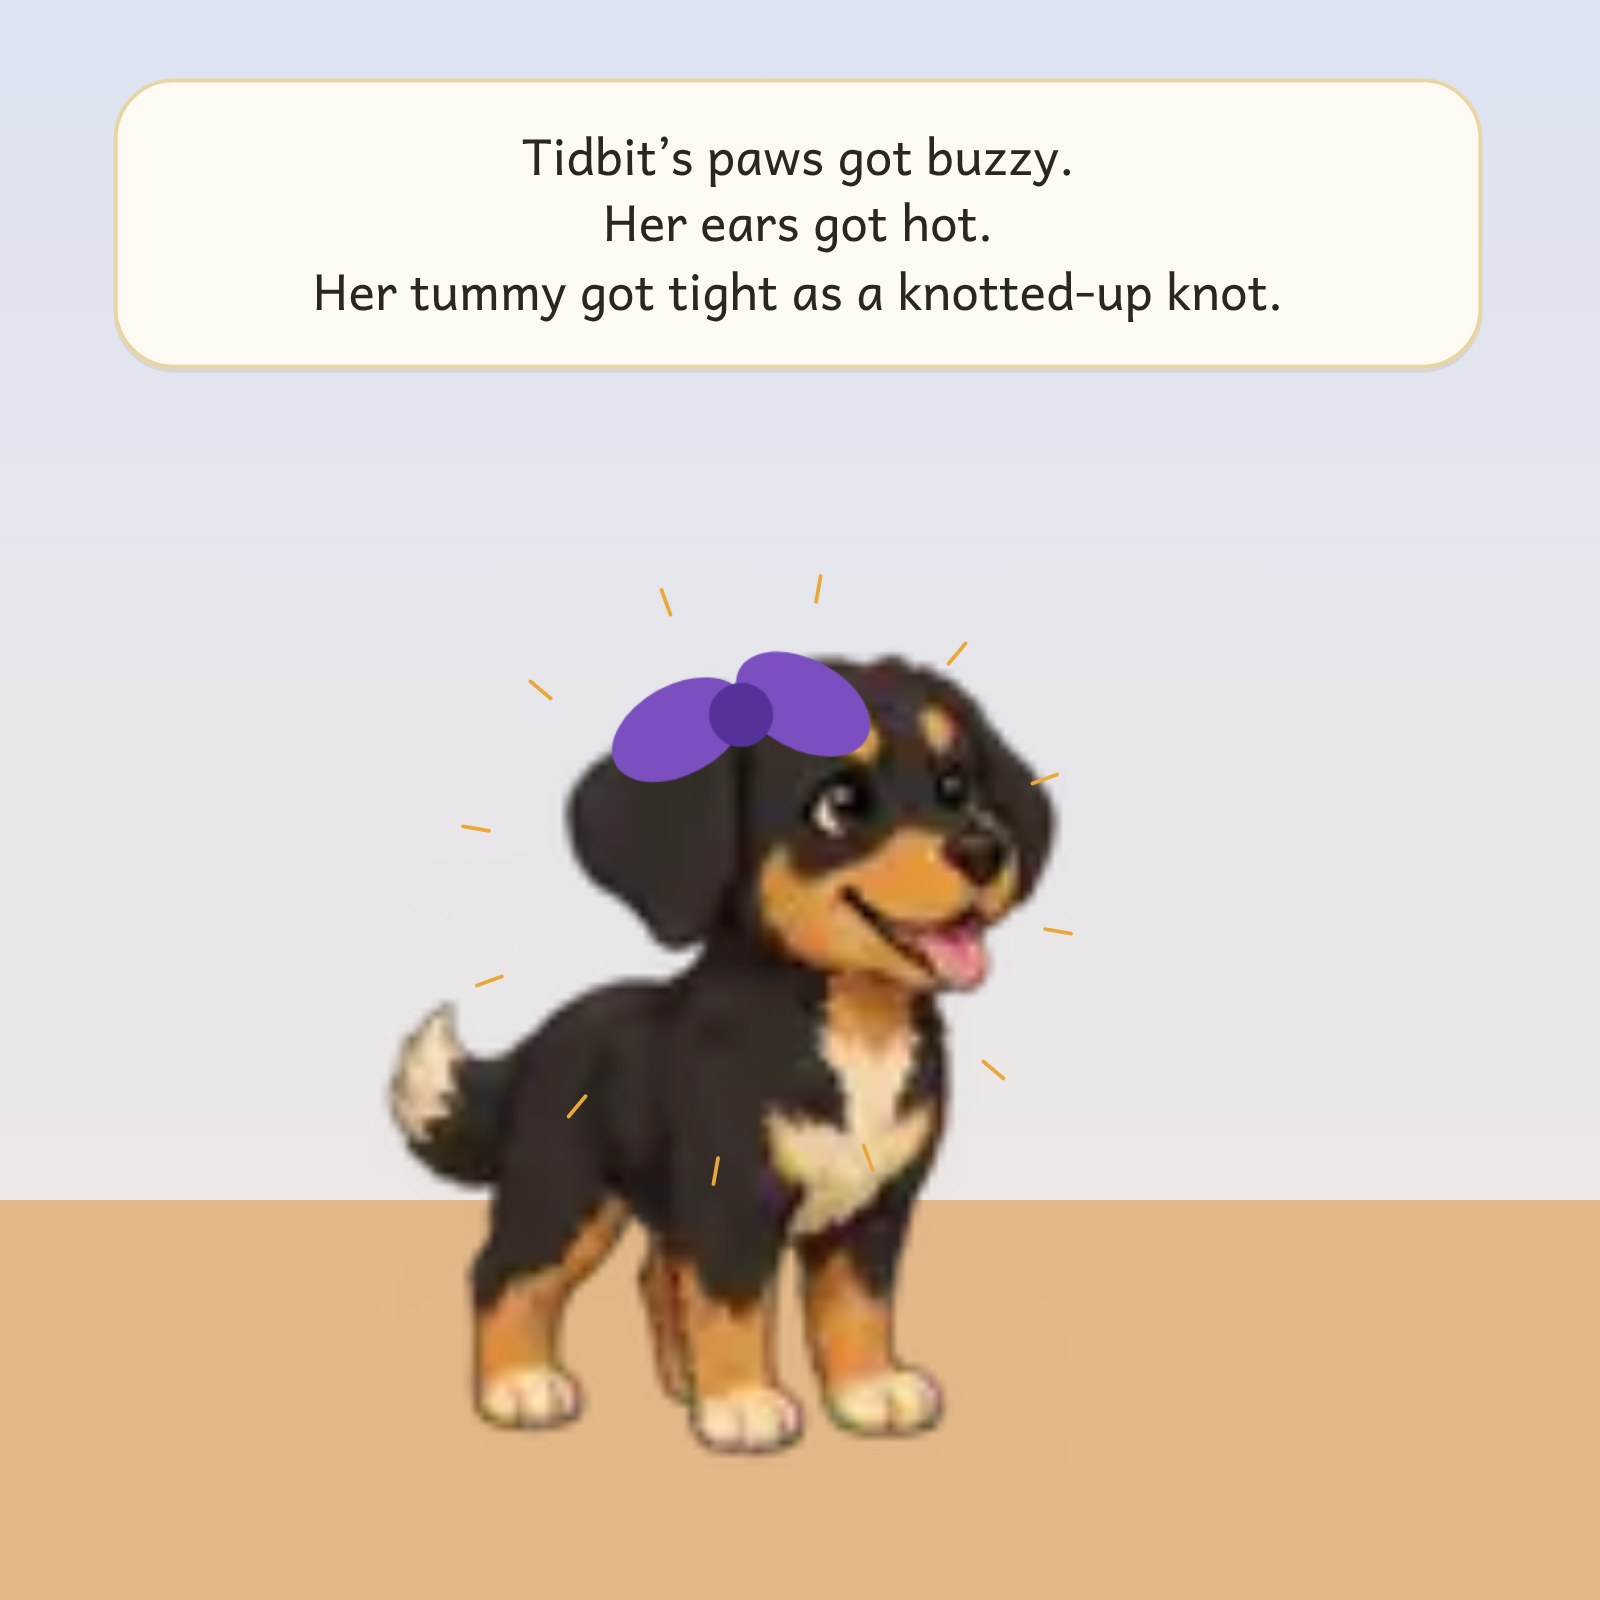 Tidbit’s paws got buzzy.
Her ears got hot.
Her tummy got tight as a knotted-up knot.